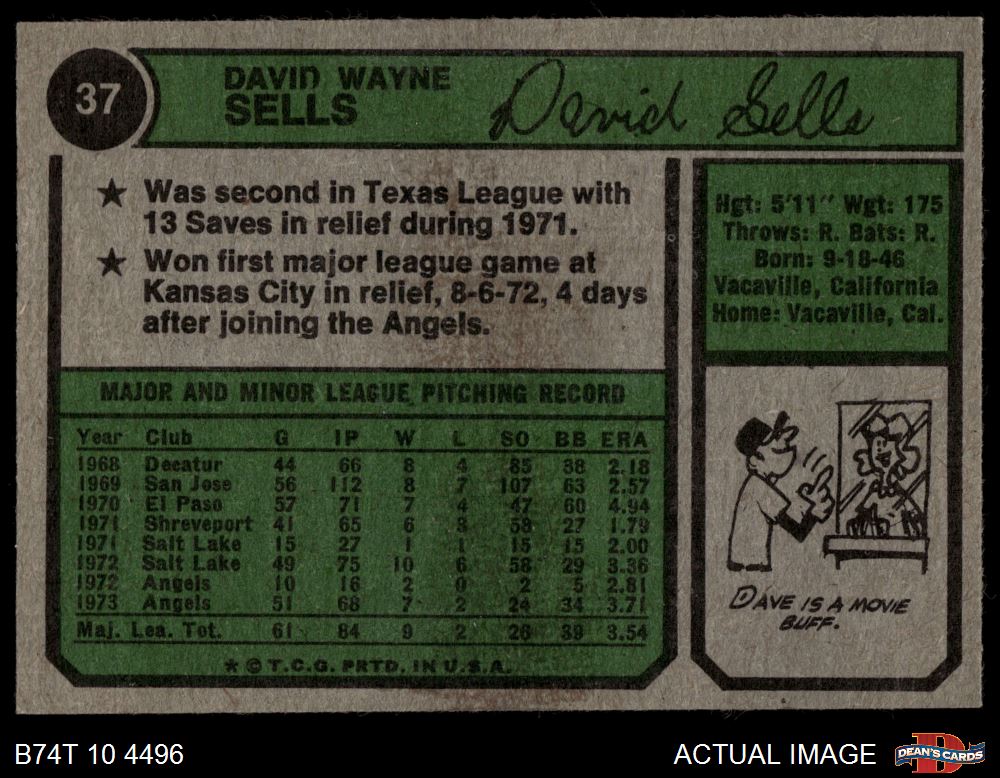 37
DAVID WAYNE
SELLS
David Sells
★ Was second in Texas League with
13 Saves in relief during 1971.
★ Won first major league game at
Kansas City in relief, 8-6-72, 4 days
after joining the Angels.
Hgt: 5'11" Wgt: 175
Throws: R. Bats: R.
Born: 9-18-46
Vacaville, California
Home: Vacaville, Cal.
MAJOR AND MINOR LEAGUE PITCHING RECORD
Year Club G IP W L SO BB ERA
1968 Decatur 44 66 8 4 85 38 2.18
1969 San Jose 56 112 8 7 107 63 2.57
1970 El Paso 57 71 7 4 47 60 4.94
1971 Shreveport 41 65 6 3 58 27 1.79
1971 Salt Lake 15 27 1 1 15 15 2.00
1972 Salt Lake 49 75 10 6 58 29 3.36
1972 Angels 10 16 2 0 2 5 2.81
1973 Angels 51 68 7 2 24 34 3.71
Maj. Lea. Tot. 61 84 9 2 26 39 3.54
★ © T.C.G. PRTD. IN U.S.A.
DAVE IS A MOVIE
BUFF.
B74T 10 4496
ACTUAL IMAGE
DEAN'S CARDS